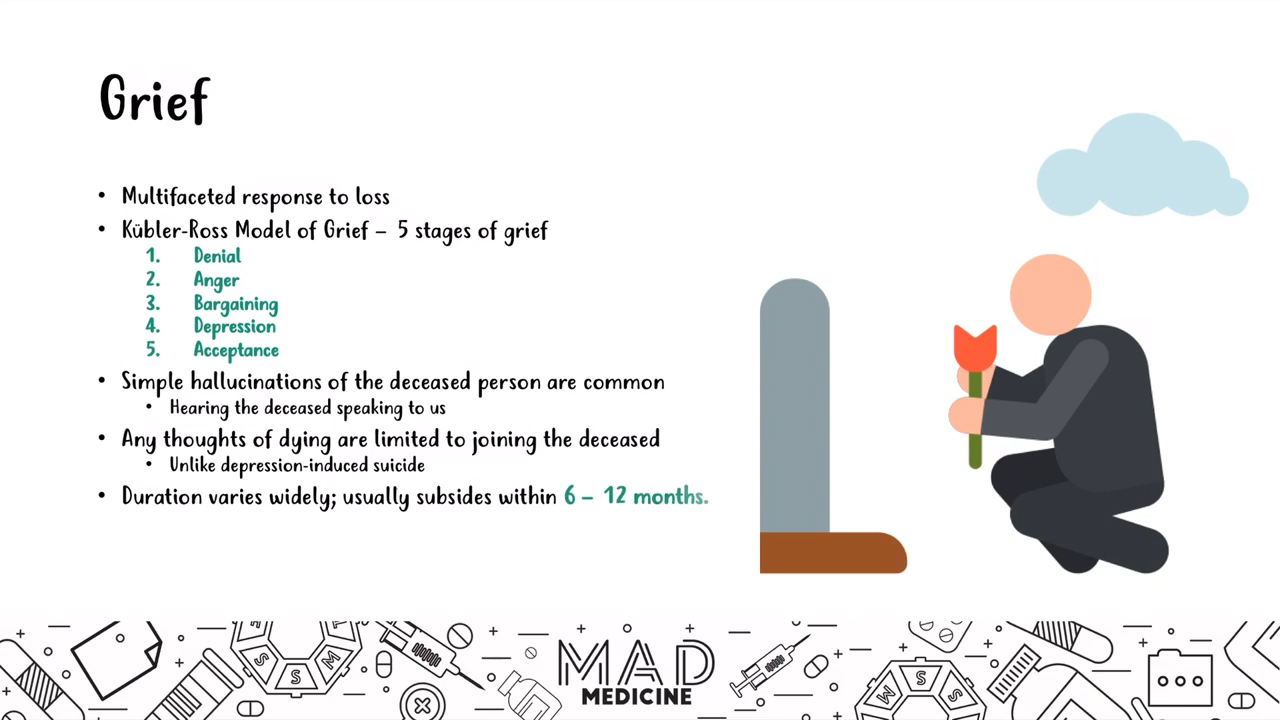 Grief
• Multifaceted response to loss
• Kübler-Ross Model of Grief – 5 stages of grief
1. Denial
2. Anger
3. Bargaining
4. Depression
5. Acceptance
• Simple hallucinations of the deceased person are common
• Hearing the deceased speaking to us
• Any thoughts of dying are limited to joining the deceased
• Unlike depression-induced suicide
• Duration varies widely; usually subsides within 6 – 12 months.
S S M
MAD
MEDICINE
M S S